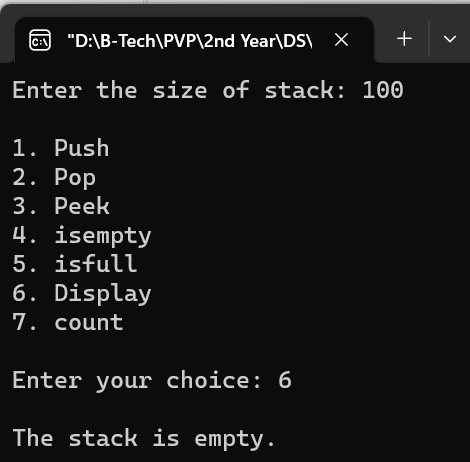 "D:\B-Tech\PVP\2nd Year\DS\
Enter the size of stack: 100
1. Push
2. Pop
3. Peek
4. isempty
5. isfull
6. Display
7. count
Enter your choice: 6
The stack is empty.